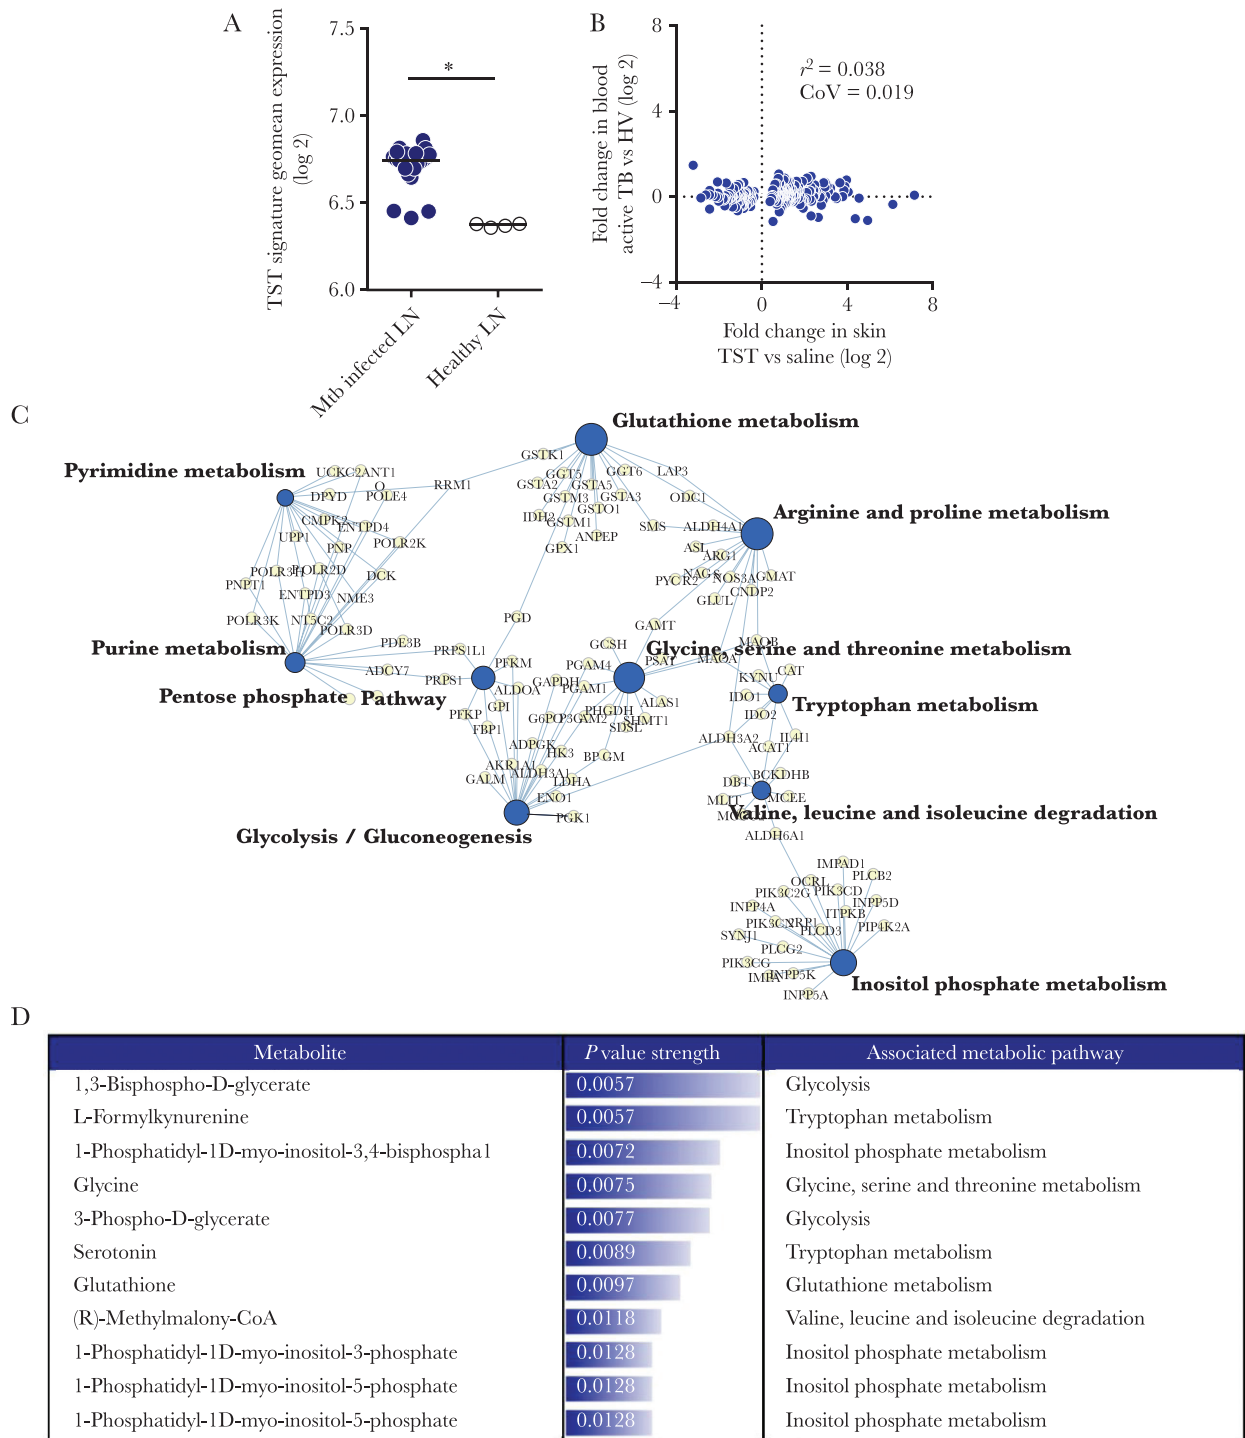 A
TST signature geomean expression
(log 2)
7.5
7.0
6.5
6.0
*
Mtb infected LN
Healthy LN
B
Fold change in blood
active TB vs HV (log 2)
8
4
0
−4
r² = 0.038
CoV = 0.019
−4
0
4
8
Fold change in skin
TST vs saline (log 2)
C
Glutathione metabolism
GSTK1
GGT5
GGT6
LAP3
GSTA2
GSTA5
GSTM3
GSTA3
ODC1
GSTO1
IDH2
GSTM1
SMS
ALDH4A1
ANPEP
GPX1
Pyrimidine metabolism
UCKC2ANT1
O
RRM1
DPYD
POLE4
CMPK2
ENTPD4
UPP1
PNP
POLR2K
POLR3H
POLR2D
DCK
PNPT1
ENTPD3
NME3
POLR3K
NT5C2
POLR3D
Arginine and proline metabolism
ASL
ARG1
PYCR2
NAGS
NOS3A
GMAT
CNDP2
GLUL
PGD
GAMT
Purine metabolism
PDE3B
PRPS1L1
GCSH
Glycine, serine and threonine metabolism
MAOB
PSAT
MAOA
ADCY7
PRPS1
PFKM
PGAM4
GAPDH
PGAM1
KYNU
CAT
Pentose phosphate Pathway
ALDOA
IDO1
Tryptophan metabolism
GPI
PHGDH
ALAS1
IDO2
PFKP
G6PC
P3GAM2
SHMT1
SDSL
FBP1
ALDH3A2
IL4I1
ADPGK
HK3
BPGM
ACAT1
AKR1A1
ALDH3A1
GALM
LDHA
DBT
BCKDHB
ENO1
MLIT
MCEE
PGK1
Valine, leucine and isoleucine degradation
Glycolysis / Gluconeogenesis
ALDH6A1
IMPAD1
OCRL
PLCB2
PIK3C2G
PIK3CD
INPP4A
INPP5D
ITPKB
PLCD3
PIP4K2A
SYNJ1
PLCG2
PIK3CG
INPP5K
INPP5A
Inositol phosphate metabolism
D
Metabolite	P value strength	Associated metabolic pathway
1,3-Bisphospho-D-glycerate	0.0057	Glycolysis
L-Formylkynurenine	0.0057	Tryptophan metabolism
1-Phosphatidyl-1D-myo-inositol-3,4-bisphospha1	0.0072	Inositol phosphate metabolism
Glycine	0.0075	Glycine, serine and threonine metabolism
3-Phospho-D-glycerate	0.0077	Glycolysis
Serotonin	0.0089	Tryptophan metabolism
Glutathione	0.0097	Glutathione metabolism
(R)-Methylmalony-CoA	0.0118	Valine, leucine and isoleucine degradation
1-Phosphatidyl-1D-myo-inositol-3-phosphate	0.0128	Inositol phosphate metabolism
1-Phosphatidyl-1D-myo-inositol-5-phosphate	0.0128	Inositol phosphate metabolism
1-Phosphatidyl-1D-myo-inositol-5-phosphate	0.0128	Inositol phosphate metabolism